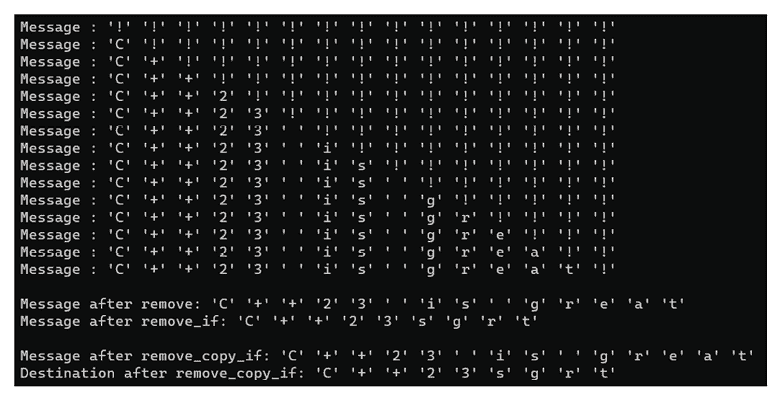 Message : '!' '!' '!' '!' '!' '!' '!' '!' '!' '!' '!' '!' '!' '!' '!'
Message : 'C' '!' '!' '!' '!' '!' '!' '!' '!' '!' '!' '!' '!' '!' '!'
Message : 'C' '+' '!' '!' '!' '!' '!' '!' '!' '!' '!' '!' '!' '!' '!'
Message : 'C' '+' '+' '!' '!' '!' '!' '!' '!' '!' '!' '!' '!' '!' '!'
Message : 'C' '+' '+' '2' '!' '!' '!' '!' '!' '!' '!' '!' '!' '!' '!'
Message : 'C' '+' '+' '2' '3' '!' '!' '!' '!' '!' '!' '!' '!' '!' '!'
Message : 'C' '+' '+' '2' '3' ' ' '!' '!' '!' '!' '!' '!' '!' '!' '!'
Message : 'C' '+' '+' '2' '3' ' ' 'i' '!' '!' '!' '!' '!' '!' '!' '!'
Message : 'C' '+' '+' '2' '3' ' ' 'i' 's' '!' '!' '!' '!' '!' '!' '!'
Message : 'C' '+' '+' '2' '3' ' ' 'i' 's' ' ' '!' '!' '!' '!' '!' '!'
Message : 'C' '+' '+' '2' '3' ' ' 'i' 's' ' ' 'g' '!' '!' '!' '!' '!'
Message : 'C' '+' '+' '2' '3' ' ' 'i' 's' ' ' 'g' 'r' '!' '!' '!' '!'
Message : 'C' '+' '+' '2' '3' ' ' 'i' 's' ' ' 'g' 'r' 'e' '!' '!' '!'
Message : 'C' '+' '+' '2' '3' ' ' 'i' 's' ' ' 'g' 'r' 'e' 'a' '!' '!'
Message : 'C' '+' '+' '2' '3' ' ' 'i' 's' ' ' 'g' 'r' 'e' 'a' 't' '!'
Message after remove: 'C' '+' '+' '2' '3' ' ' 'i' 's' ' ' 'g' 'r' 'e' 'a' 't'
Message after remove_if: 'C' '+' '+' '2' '3' 's' 'g' 'r' 't'
Message after remove_copy_if: 'C' '+' '+' '2' '3' ' ' 'i' 's' ' ' 'g' 'r' 'e' 'a' 't'
Destination after remove_copy_if: 'C' '+' '+' '2' '3' 's' 'g' 'r' 't'